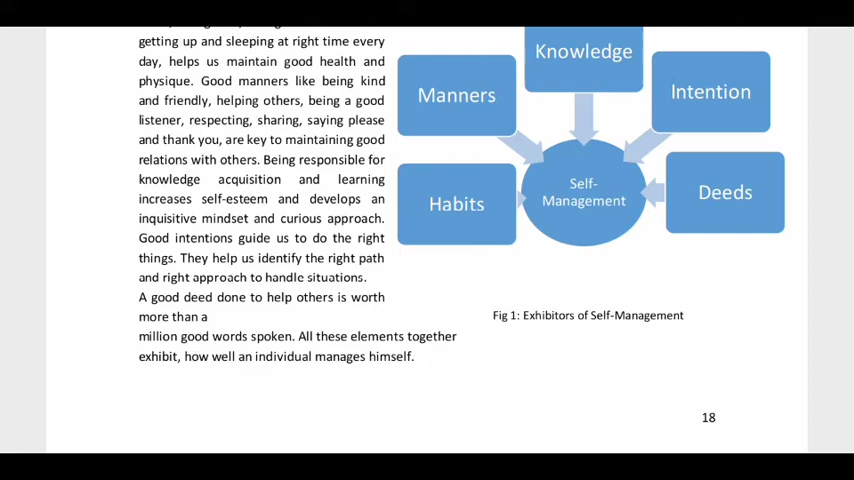 getting up and sleeping at right time every
day, helps us maintain good health and
physique. Good manners like being kind
and friendly, helping others, being a good
listener, respecting, sharing, saying please
and thank you, are key to maintaining good
relations with others. Being responsible for
knowledge acquisition and learning
increases self-esteem and develops an
inquisitive mindset and curious approach.
Good intentions guide us to do the right
things. They help us identify the right path
and right approach to handle situations.
A good deed done to help others is worth
more than a
million good words spoken. All these elements together
exhibit, how well an individual manages himself.
Knowledge
Manners
Intention
Habits
Self-
Management
Deeds
Fig 1: Exhibitors of Self-Management
18